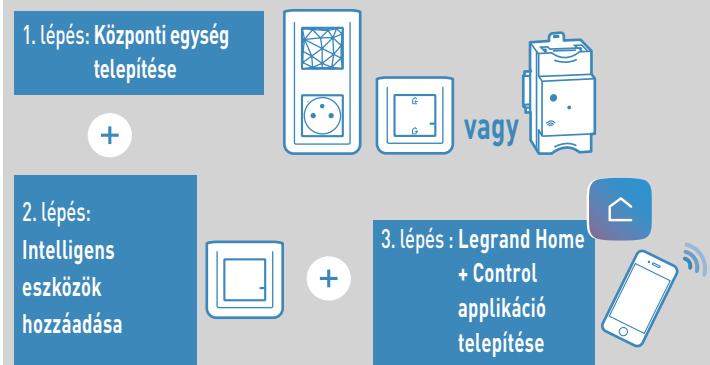 1. lépés: Központi egység
telepítése
+
vagy
2. lépés:
Intelligens
eszközök
hozzáadása
+
3. lépés : Legrand Home
+ Control
applikáció
telepítése